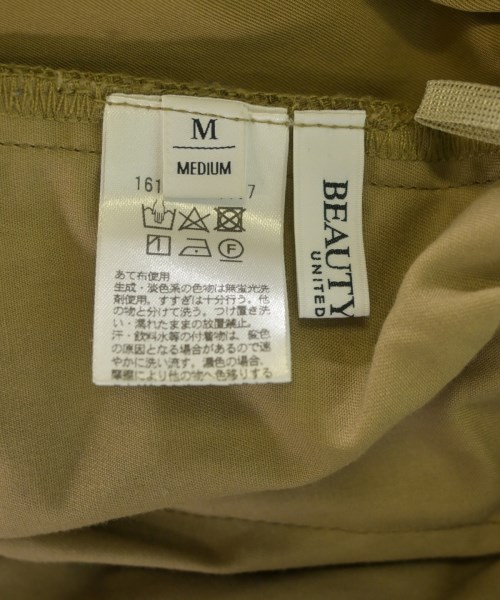 M
MEDIUM
161
7
あて布使用
生成・淡色系の色物は無蛍光洗
剤使用。すすぎは十分行う。他
の物と分けて洗う。つけ置き洗
い・濡れたままの放置禁止。
汗・飲料水等の付着物は、変色
の原因となる場合があるので速
やかに洗い流す。濃色の場合、
摩擦により他の物へ色移りする
BEAUTY
UNITED